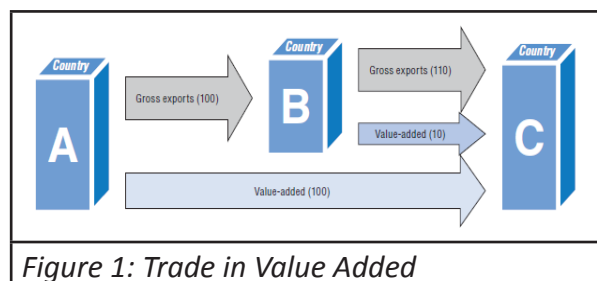 Country
A
Gross exports (100)
Country
B
Gross exports (110)
Value-added (10)
Country
C
Value-added (100)
Figure 1: Trade in Value Added